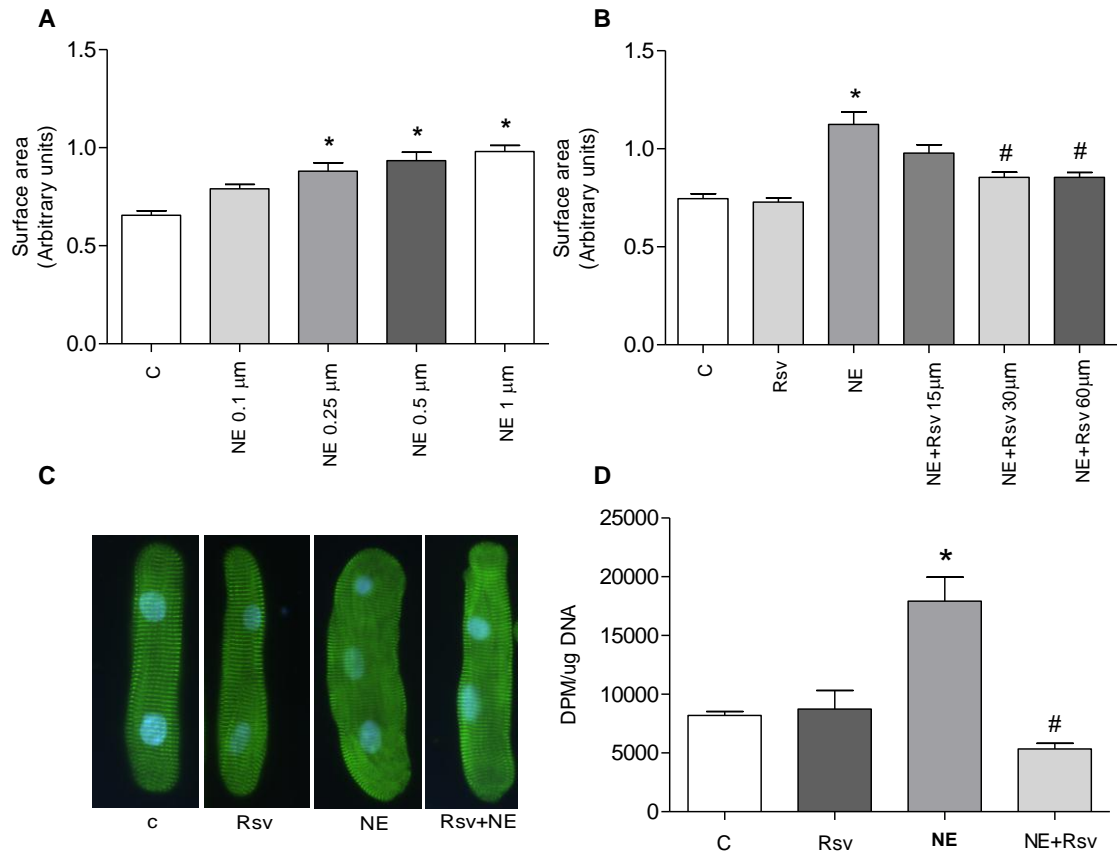 A
1.5
1.0
0.5
0.0
Surface area
(Arbitrary units)
*
*
*
C
NE 0.1 μm
NE 0.25 μm
NE 0.5 μm
NE 1 μm
B
1.5
1.0
0.5
0.0
Surface area
(Arbitrary units)
*
#
#
C
Rsv
NE
NE+Rsv 15μm
NE+Rsv 30μm
NE+Rsv 60μm
C
c
Rsv
NE
Rsv+NE
D
25000
20000
15000
10000
5000
0
DPM/ug DNA
*
#
C
Rsv
NE
NE+Rsv